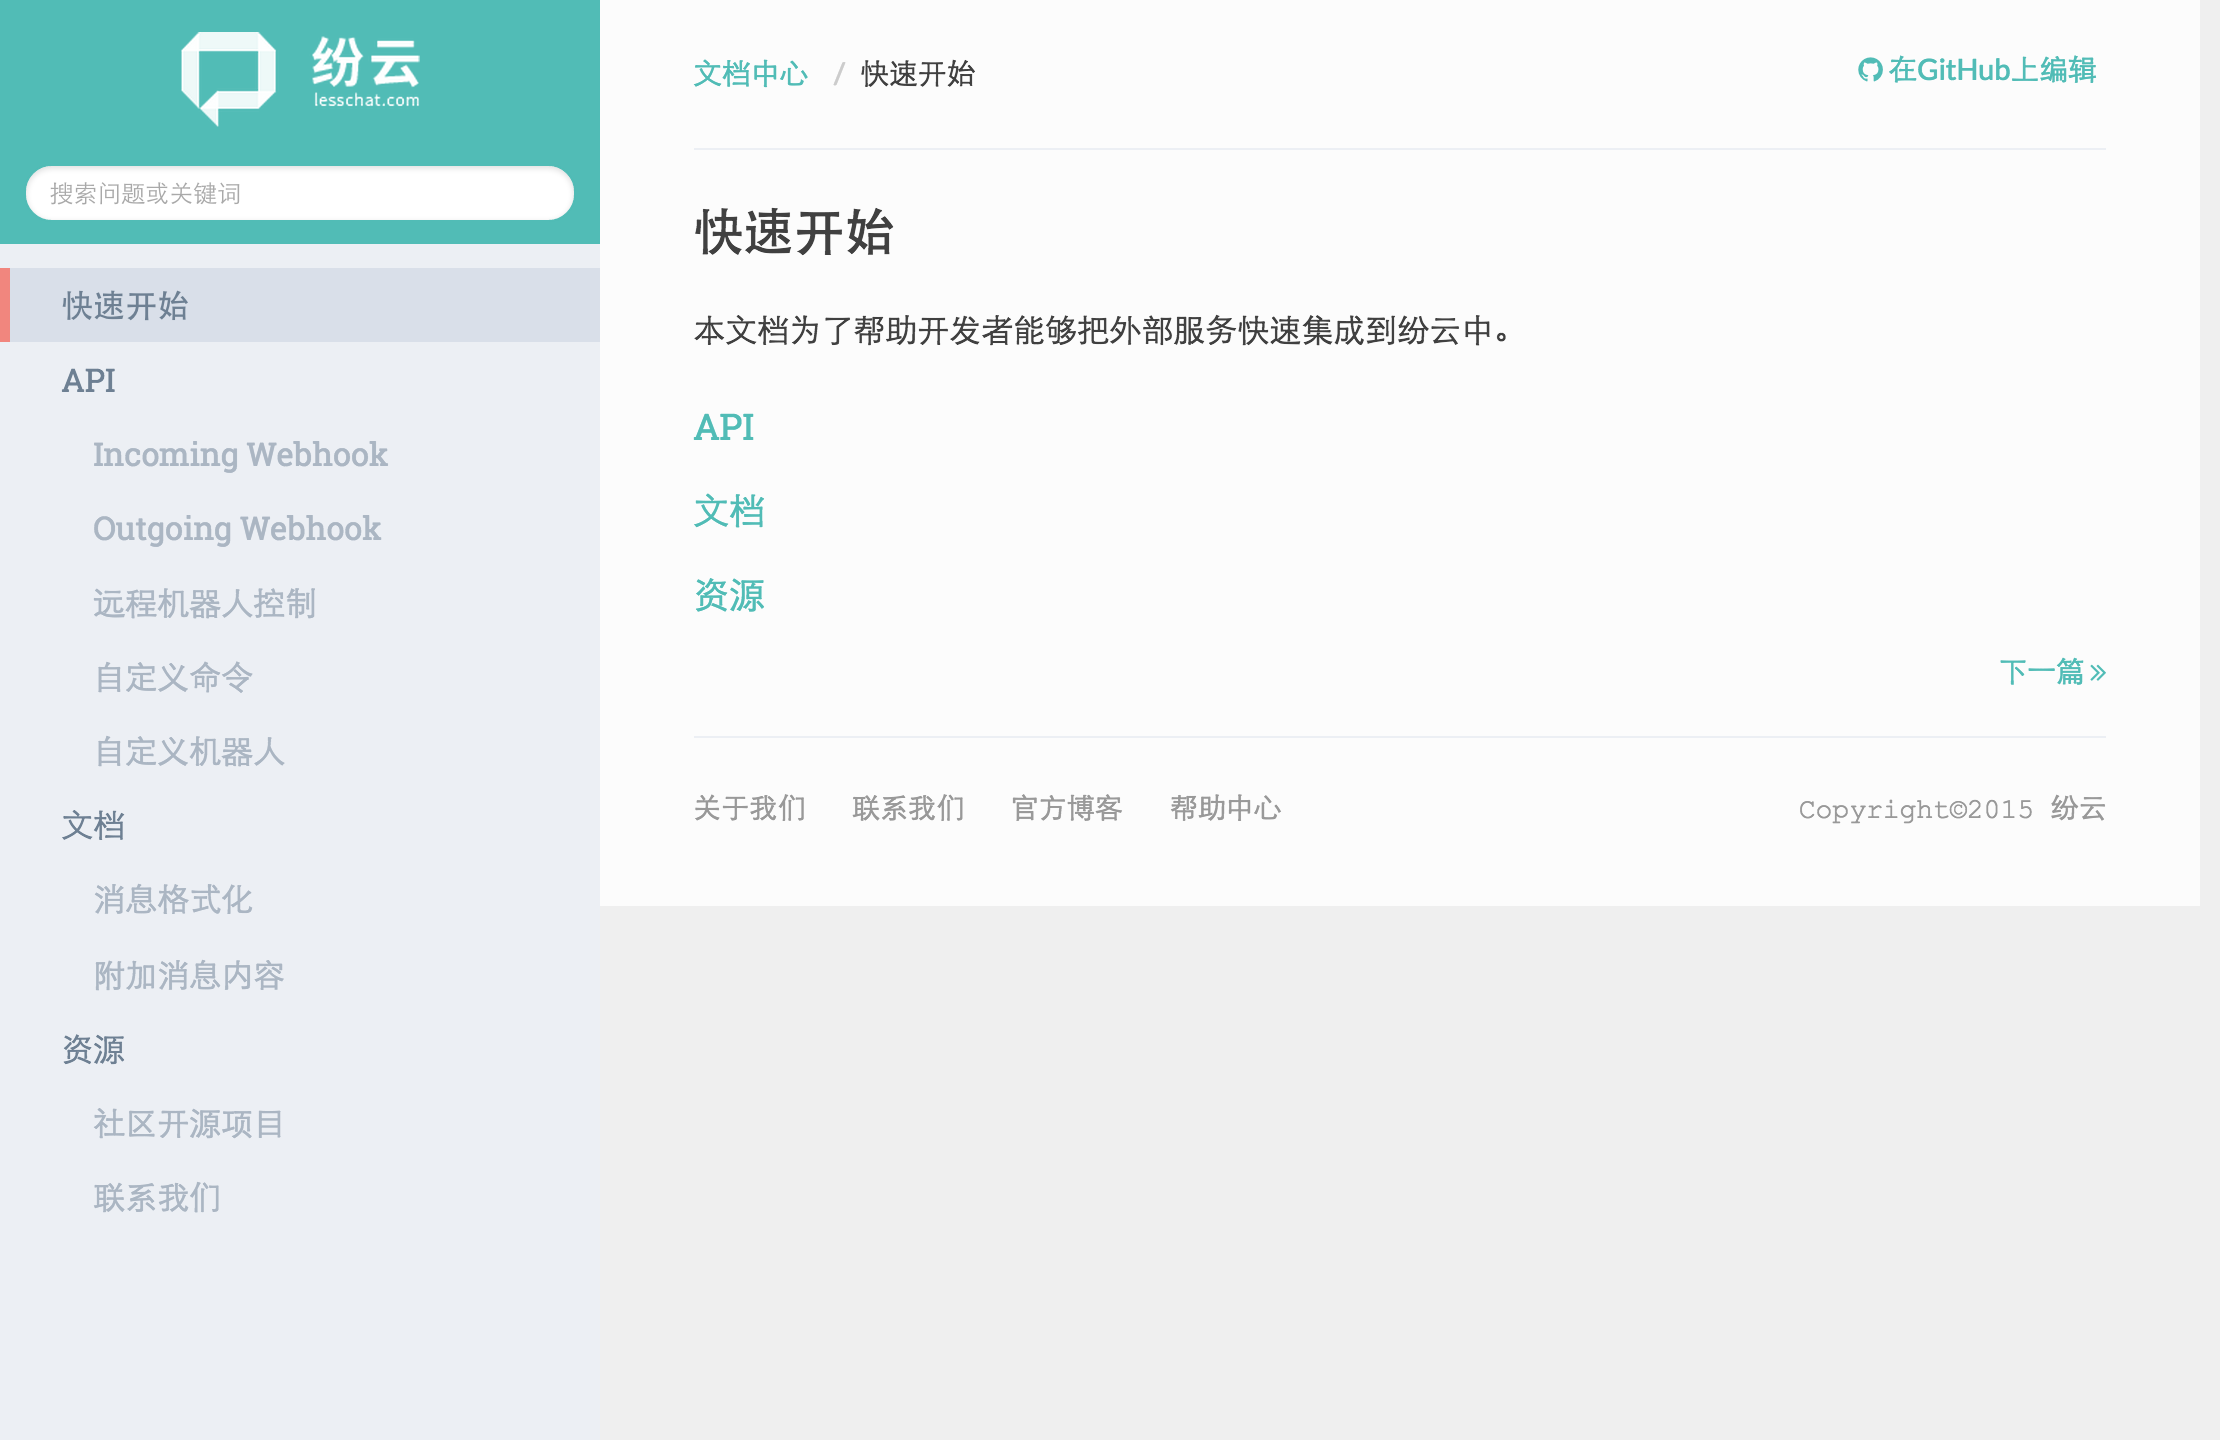 纷云
lesschat.com
搜索问题或关键词
快速开始
API
Incoming Webhook
Outgoing Webhook
远程机器人控制
自定义命令
自定义机器人
文档
消息格式化
附加消息内容
资源
社区开源项目
联系我们
文档中心 / 快速开始
在GitHub上编辑
快速开始
本文档为了帮助开发者能够把外部服务快速集成到纷云中。
API
文档
资源
下一篇 »
关于我们 联系我们 官方博客 帮助中心
Copyright©2015 纷云